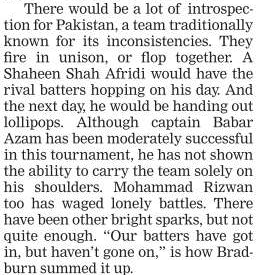 There would be a lot of introspec-
tion for Pakistan, a team traditionally
known for its inconsistencies. They
fire in unison, or flop together. A
Shaheen Shah Afridi would have the
rival batters hopping on his day. And
the next day, he would be handing out
lollipops. Although captain Babar
Azam has been moderately successful
in this tournament, he has not shown
the ability to carry the team solely on
his shoulders. Mohammad Rizwan
too has waged lonely battles. There
have been other bright sparks, but not
quite enough. “Our batters have got
in, but haven’t gone on,” is how Brad-
burn summed it up.